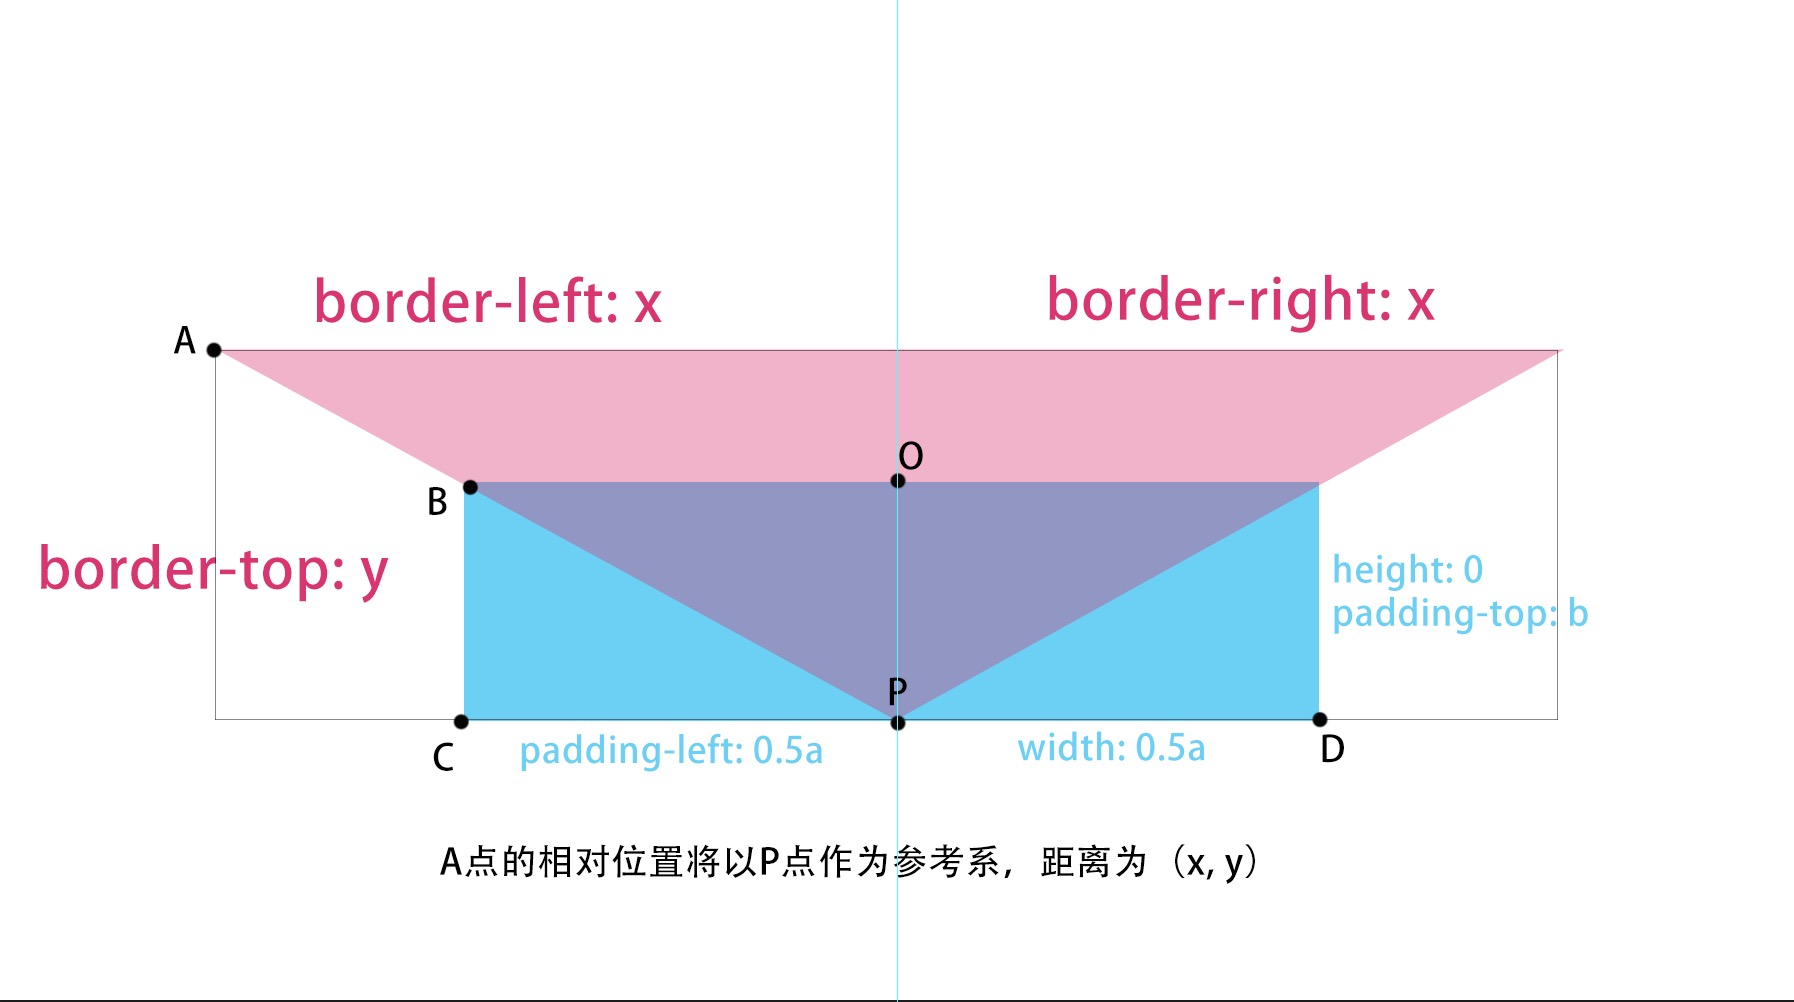 border-left: x
border-right: x
A
O
B
border-top: y
height: 0
padding-top: b
P
C
padding-left: 0.5a
width: 0.5a
D
A点的相对位置将以P点作为参考系，距离为（x, y）